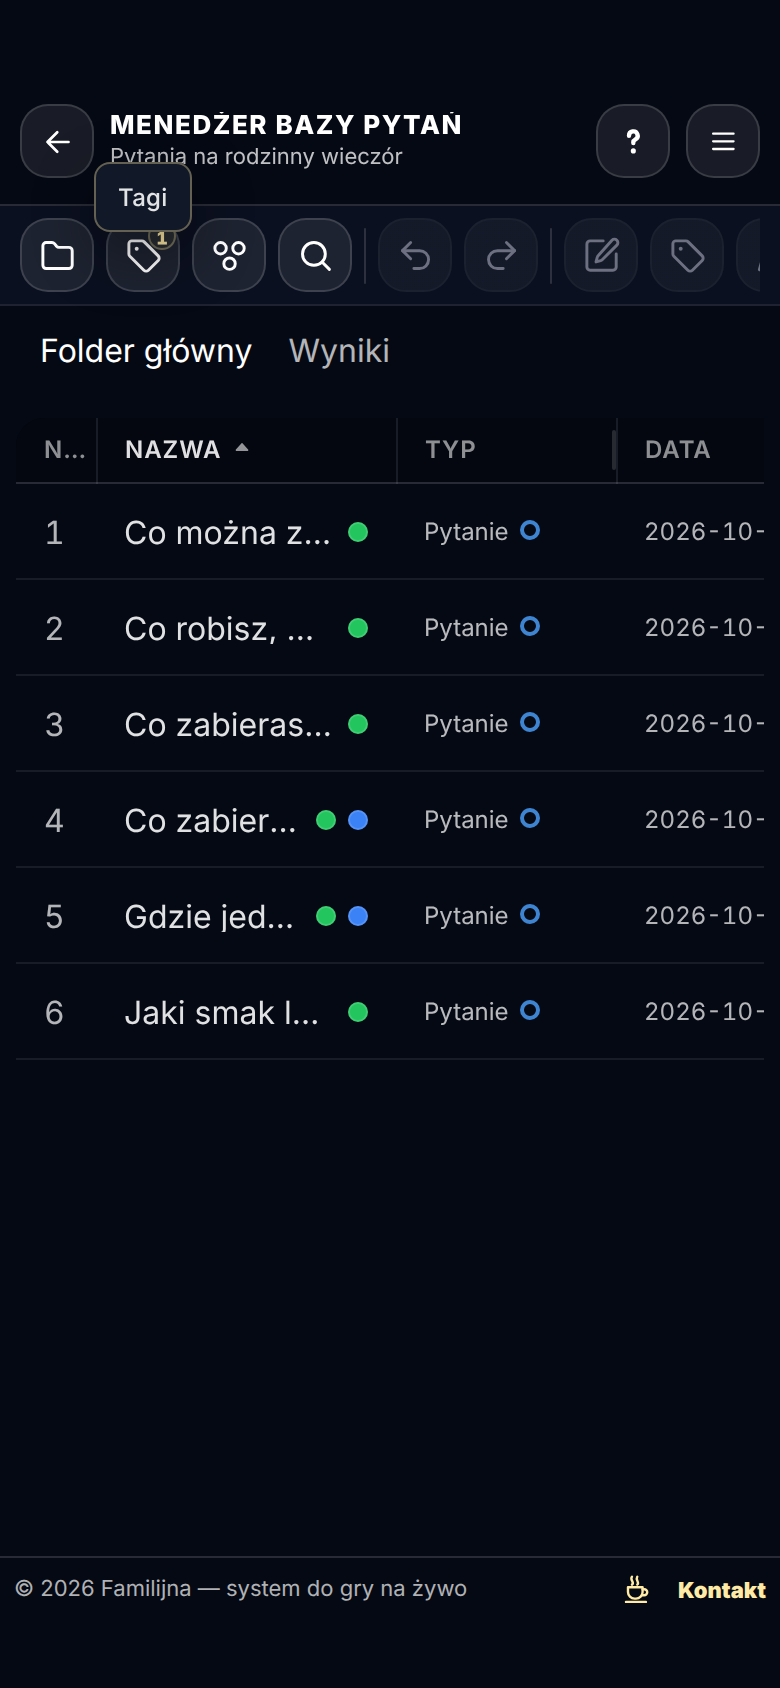 MENEDŻER BAZY PYTAŃ
Pytania na rodzinny wieczór
?
Tagi
1
Folder główny Wyniki
N... NAZWA TYP DATA
1 Co można z... Pytanie 2026-10-
2 Co robisz, ... Pytanie 2026-10-
3 Co zabieras... Pytanie 2026-10-
4 Co zabier... Pytanie 2026-10-
5 Gdzie jed... Pytanie 2026-10-
6 Jaki smak l... Pytanie 2026-10-
© 2026 Familijna — system do gry na żywo Kontakt